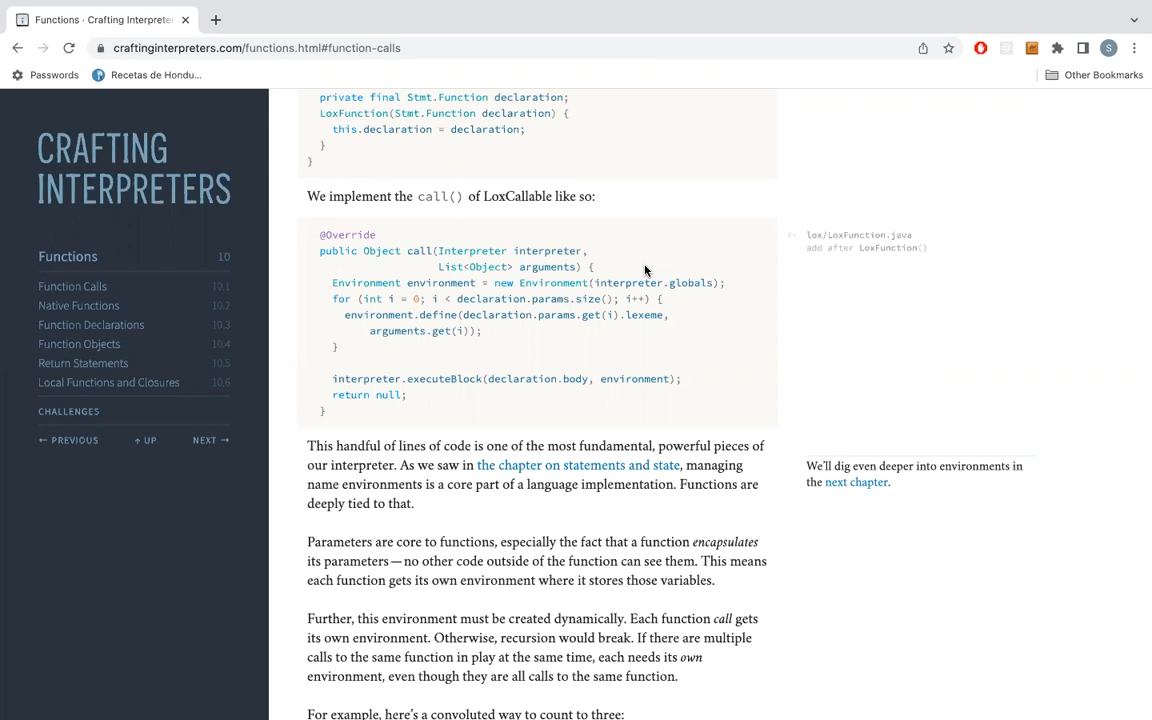 Functions · Crafting Interprete
craftinginterpreters.com/functions.html#function-calls
S
Passwords
Recetas de Hondu...
Other Bookmarks
CRAFTING
INTERPRETERS
Functions 10
Function Calls 10.1
Native Functions 10.2
Function Declarations 10.3
Function Objects 10.4
Return Statements 10.5
Local Functions and Closures 10.6
CHALLENGES
← PREVIOUS ↑ UP NEXT →
private final Stmt.Function declaration;
LoxFunction(Stmt.Function declaration) {
this.declaration = declaration;
}
}
We implement the call() of LoxCallable like so:
@Override
public Object call(Interpreter interpreter,
List<Object> arguments) {
Environment environment = new Environment(interpreter.globals);
for (int i = 0; i < declaration.params.size(); i++) {
environment.define(declaration.params.get(i).lexeme,
arguments.get(i));
}
interpreter.executeBlock(declaration.body, environment);
return null;
}
lox/LoxFunction.java
add after LoxFunction()
This handful of lines of code is one of the most fundamental, powerful pieces of
our interpreter. As we saw in the chapter on statements and state, managing
name environments is a core part of a language implementation. Functions are
deeply tied to that.
We'll dig even deeper into environments in
the next chapter.
Parameters are core to functions, especially the fact that a function encapsulates
its parameters—no other code outside of the function can see them. This means
each function gets its own environment where it stores those variables.
Further, this environment must be created dynamically. Each function call gets
its own environment. Otherwise, recursion would break. If there are multiple
calls to the same function in play at the same time, each needs its own
environment, even though they are all calls to the same function.
For example, here's a convoluted way to count to three: